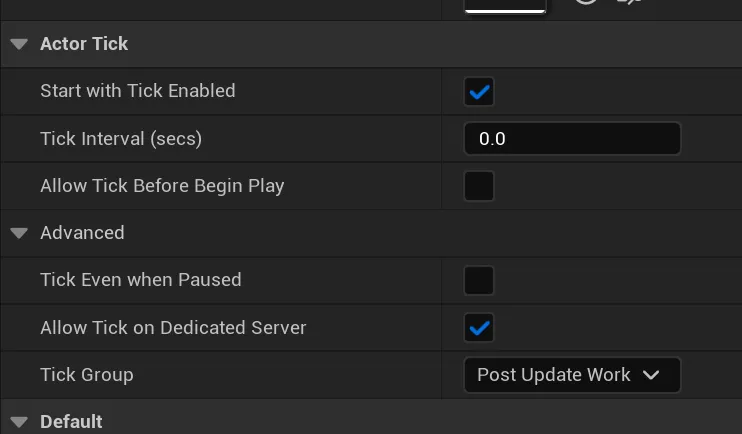 Actor Tick
Start with Tick Enabled
Tick Interval (secs) 0.0
Allow Tick Before Begin Play
Advanced
Tick Even when Paused
Allow Tick on Dedicated Server
Tick Group Post Update Work
Default